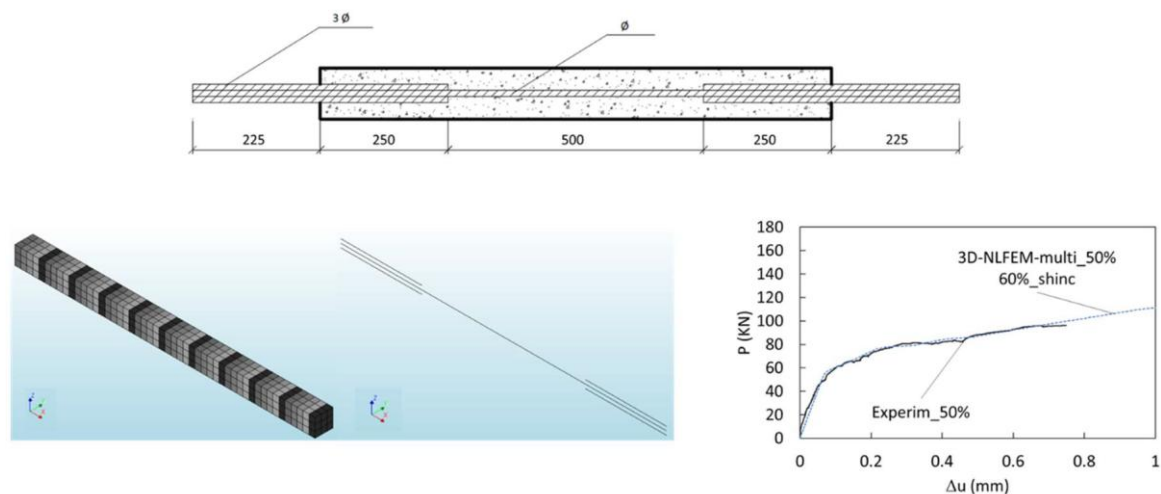 3 Ø
Ø
225 250 500 250 225
180
160
140
120
100
80
60
40
20
0
P (KN)
3D-NLFEM-multi_50%
60%_shinc
Experim_50%
0 0.2 0.4 0.6 0.8 1
Δu (mm)